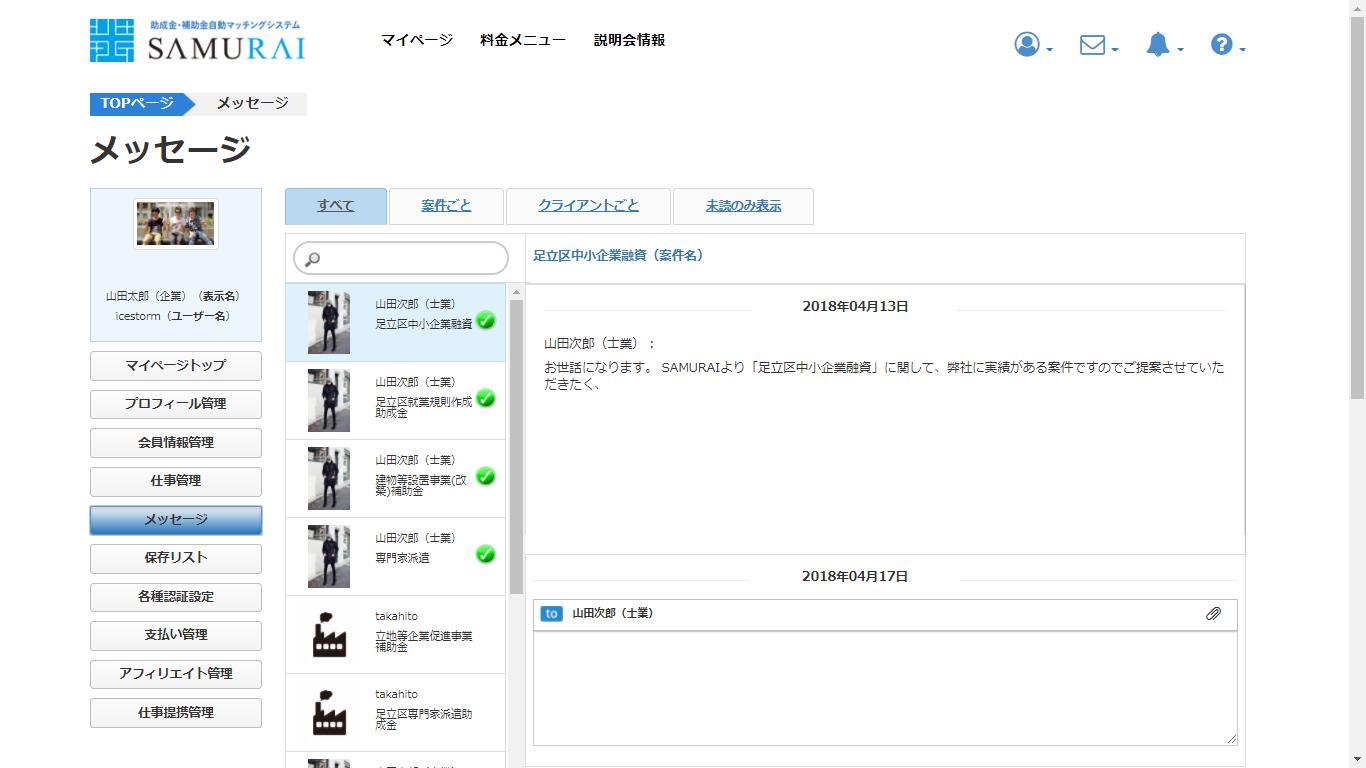 助成金・補助金自動マッチングシステム
SAMURAI
マイページ
料金メニュー
説明会情報
TOPページ
メッセージ
メッセージ
山田太郎（企業）（表示名）
icestorm（ユーザー名）
マイページトップ
プロフィール管理
会員情報管理
仕事管理
メッセージ
保存リスト
各種認証設定
支払い管理
アフィリエイト管理
仕事提携管理
すべて
案件ごと
クライアントごと
未読のみ表示
山田次郎（士業）
足立区中小企業融資
山田次郎（士業）
足立区就業規則作成
助成金
山田次郎（士業）
建物等設置事業(改
築)補助金
山田次郎（士業）
専門家派遣
takahito
立地等企業促進事業
補助金
takahito
足立区専門家派遣助
成金
足立区中小企業融資（案件名）
2018年04月13日
山田次郎（士業）：
お世話になります。 SAMURAIより「足立区中小企業融資」に関して、弊社に実績がある案件ですのでご提案させていた
だきたく、
2018年04月17日
to 山田次郎（士業）